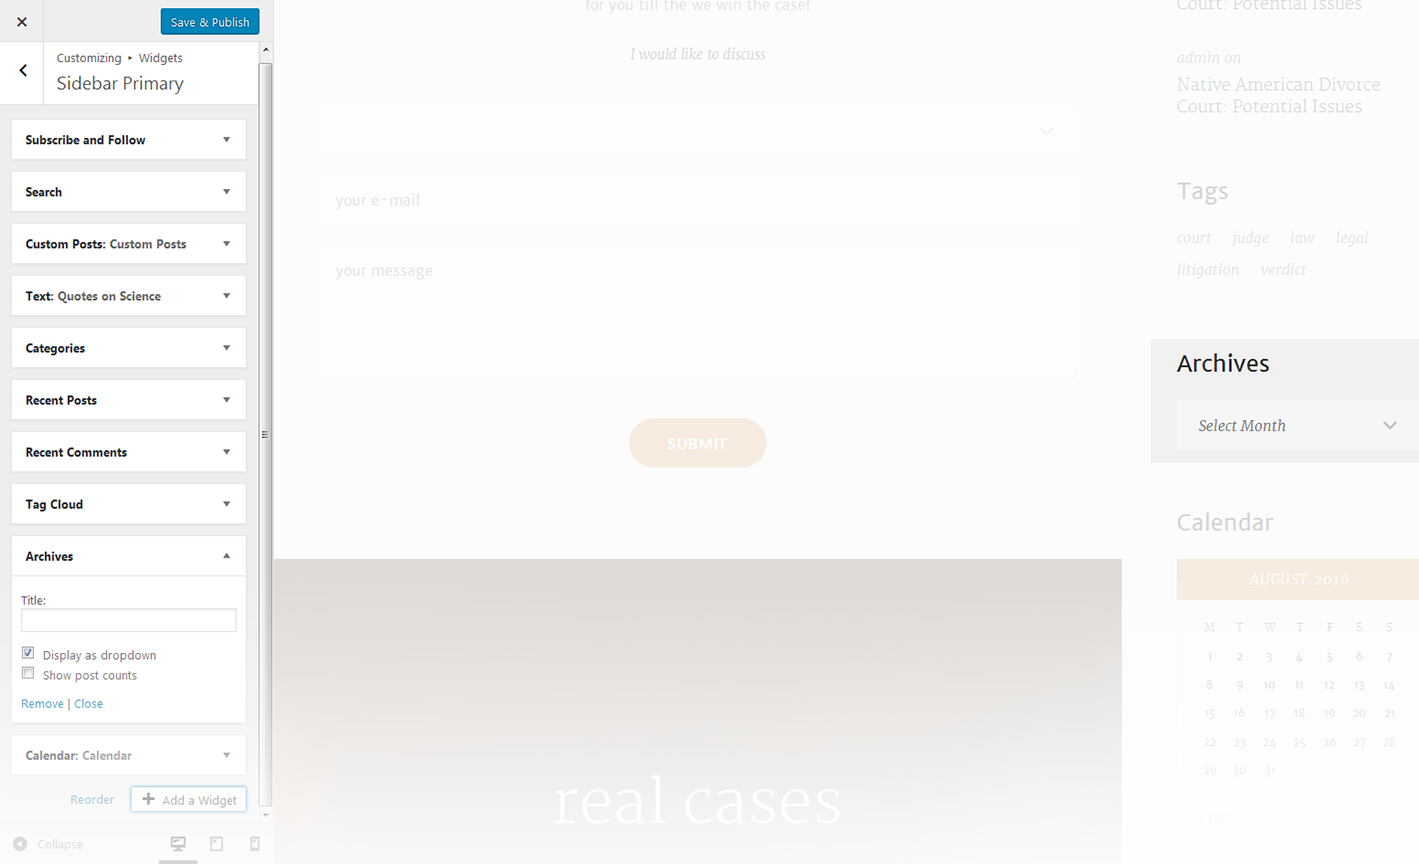 Save & Publish
Customizing ▸ Widgets
Sidebar Primary
Subscribe and Follow
Search
Custom Posts: Custom Posts
Text: Quotes on Science
Categories
Recent Posts
Recent Comments
Tag Cloud
Archives
Title:
Display as dropdown
Show post counts
Remove | Close
Calendar: Calendar
Reorder
Add a Widget
Collapse
for you till the we win the case!
I would like to discuss
your e-mail
your message
SUBMIT
real cases
Court: Potential Issues
admin on
Native American Divorce
Court: Potential Issues
Tags
court judge law legal
litigation verdict
Archives
Select Month
Calendar
AUGUST 2016
M T W T F S S
1 2 3 4 5 6 7
8 9 10 11 12 13 14
15 16 17 18 19 20 21
22 23 24 25 26 27 28
29 30 31
« JUN